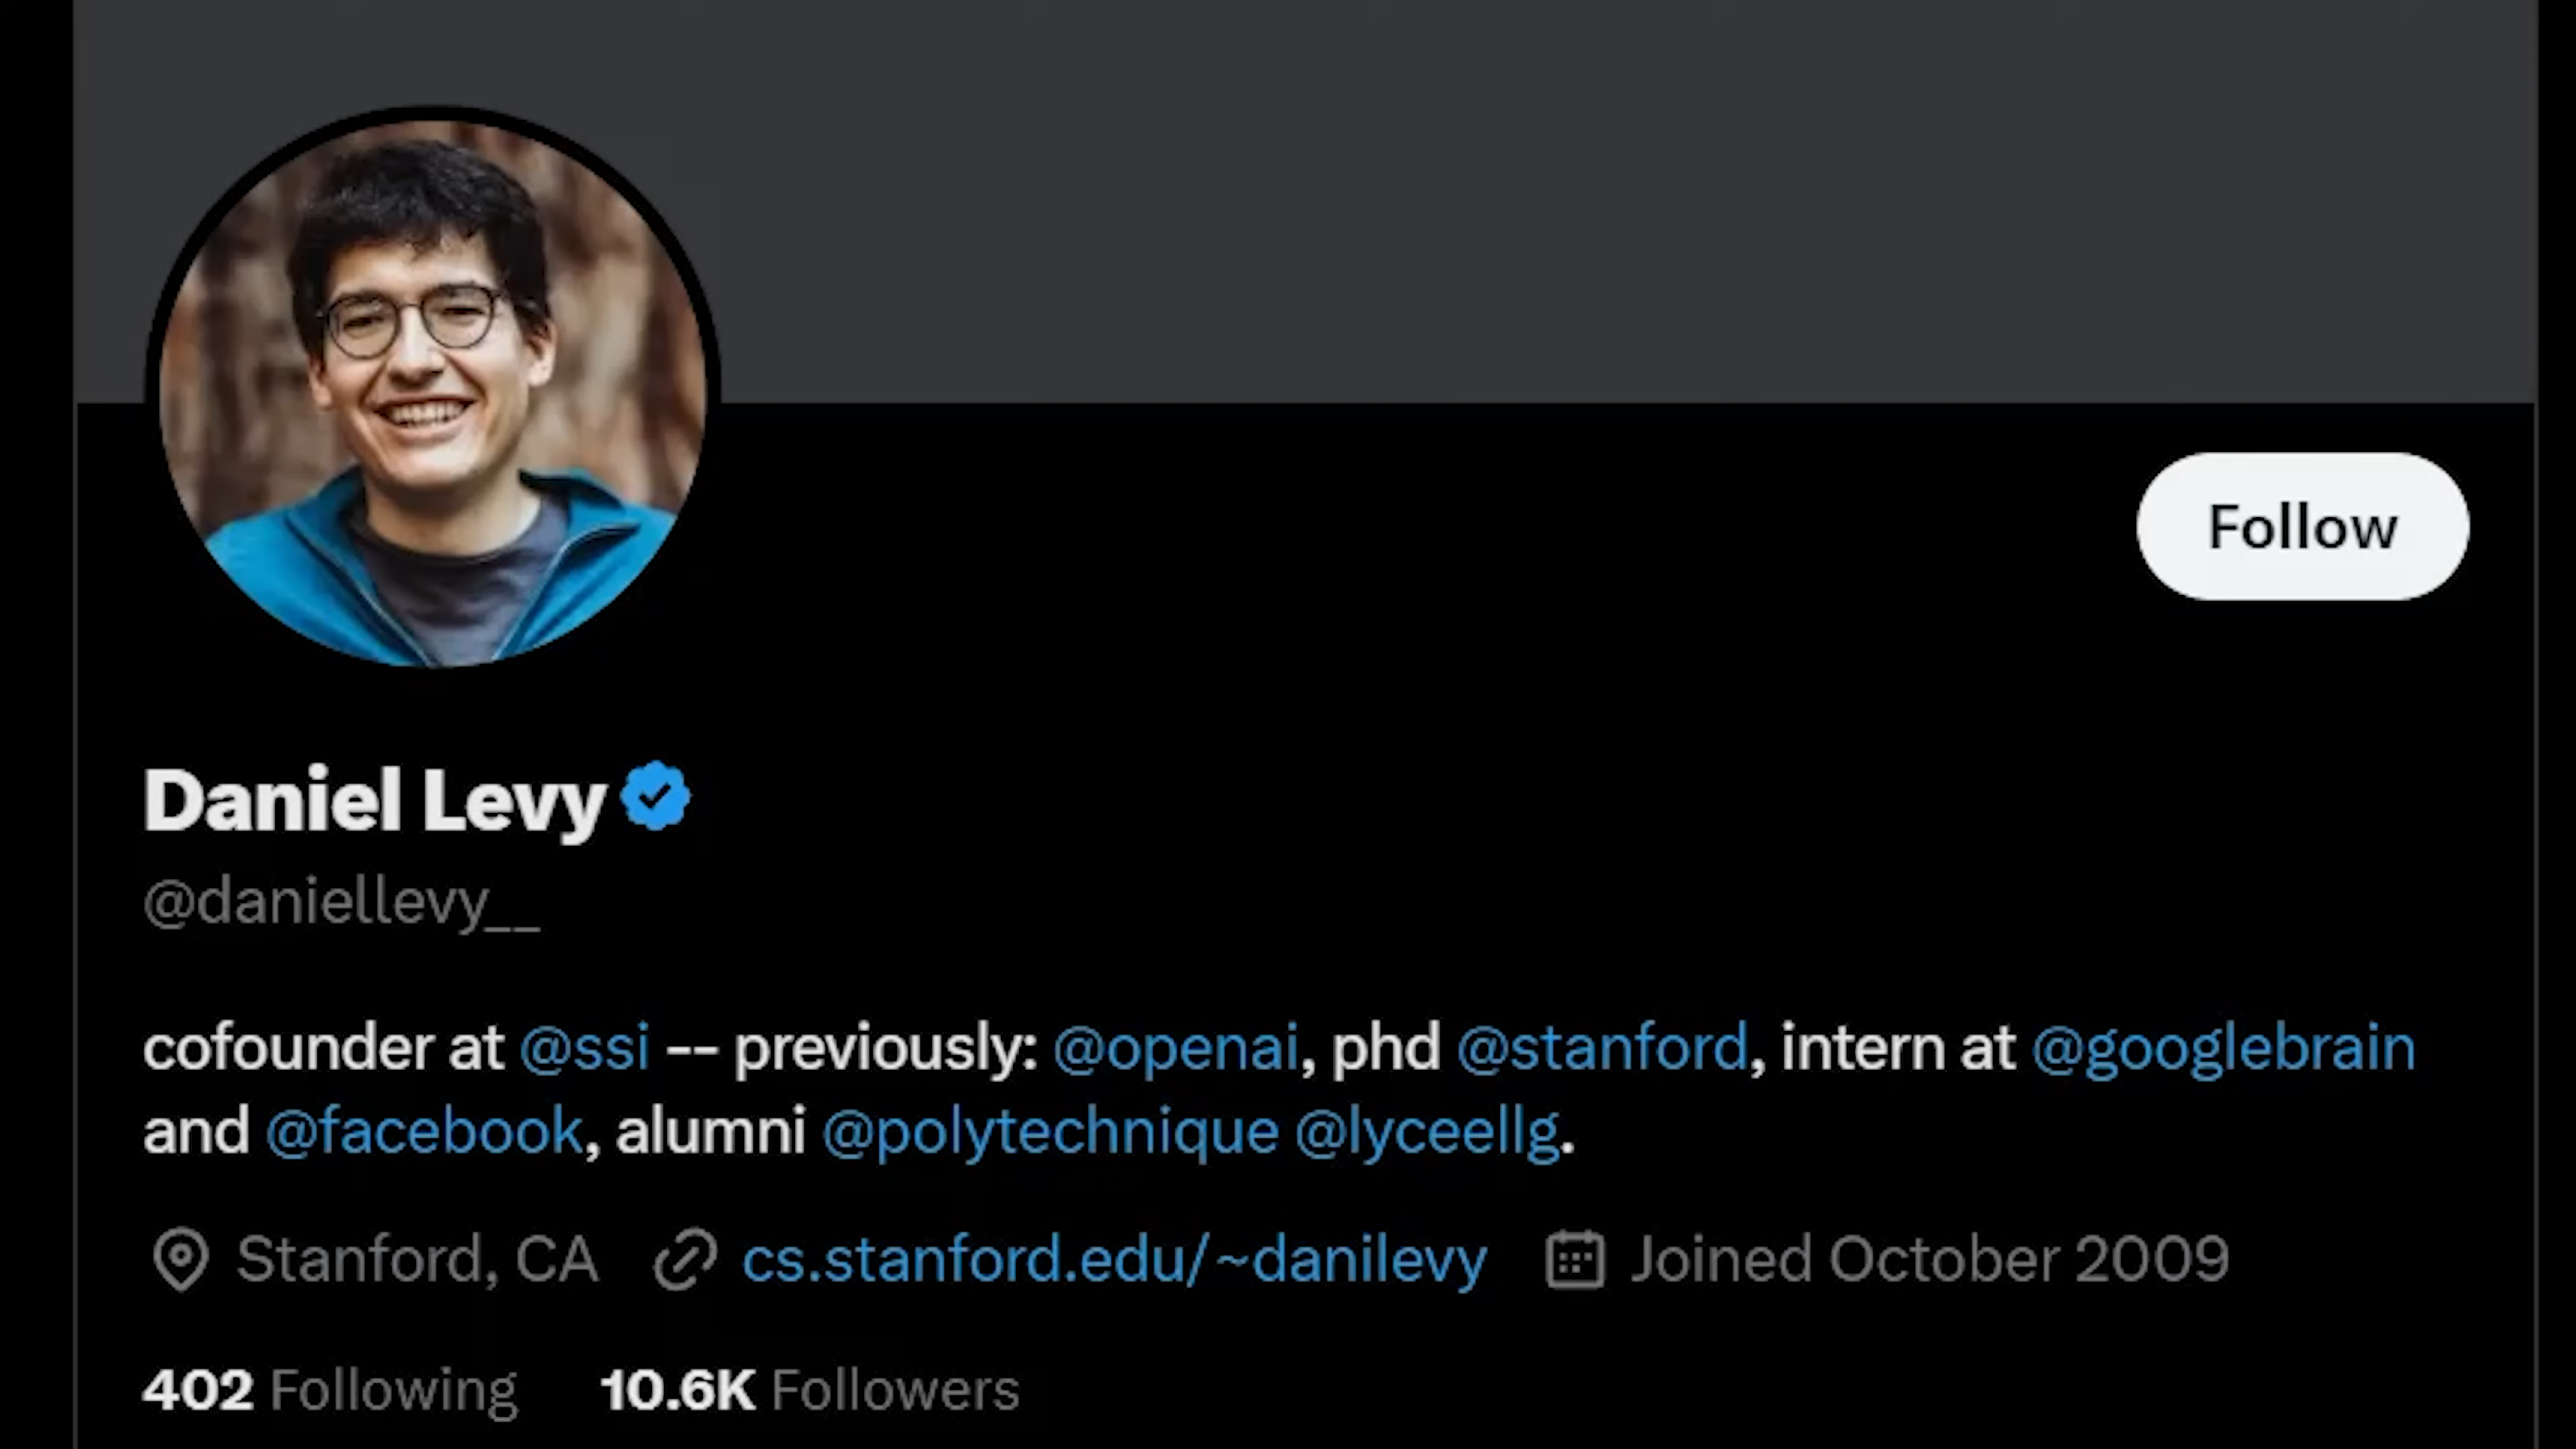 Follow
Daniel Levy
@daniellevy__
cofounder at @ssi -- previously: @openai, phd @stanford, intern at @googlebrain
and @facebook, alumni @polytechnique @lyceellg.
Stanford, CA cs.stanford.edu/~danilevy Joined October 2009
402 Following 10.6K Followers